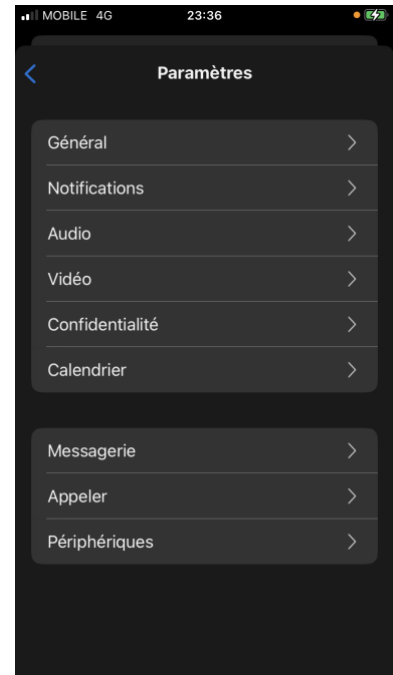 MOBILE 4G 23:36
Paramètres
Général
Notifications
Audio
Vidéo
Confidentialité
Calendrier
Messagerie
Appeler
Périphériques